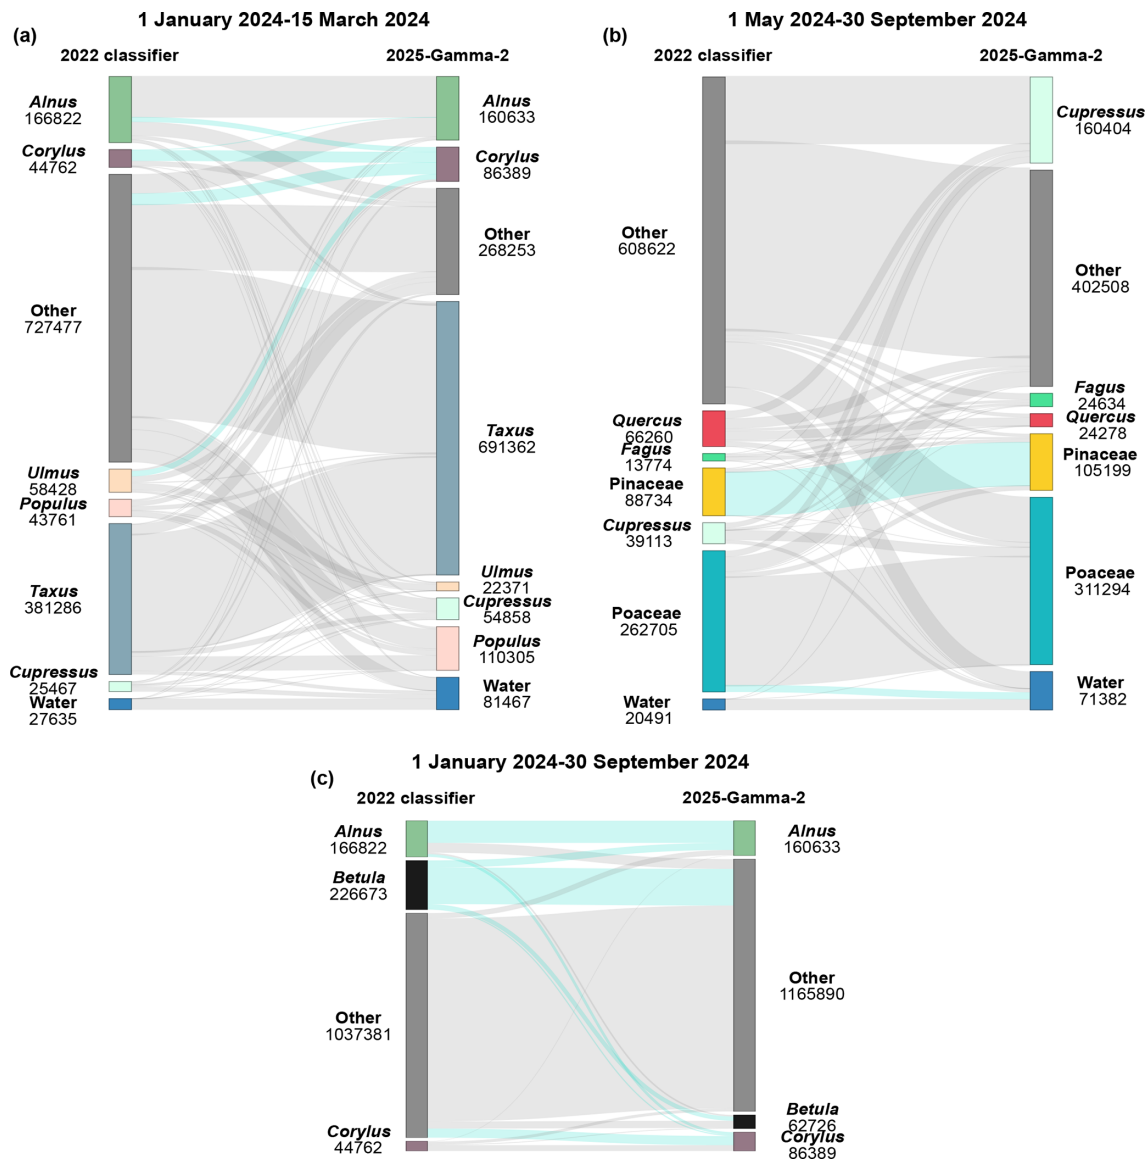 1 January 2024-15 March 2024
(a)
2022 classifier
2025-Gamma-2
Alnus
166822
Corylus
44762
Other
727477
Ulmus
58428
Populus
43761
Taxus
381286
Cupressus
25467
Water
27635
Alnus
160633
Corylus
86389
Other
268253
Taxus
691362
Ulmus
22371
Cupressus
54858
Populus
110305
Water
81467
1 May 2024-30 September 2024
(b)
2022 classifier
2025-Gamma-2
Other
608622
Quercus
66260
Fagus
13774
Pinaceae
88734
Cupressus
39113
Poaceae
262705
Water
20491
Cupressus
160404
Other
402508
Fagus
24634
Quercus
24278
Pinaceae
105199
Poaceae
311294
Water
71382
1 January 2024-30 September 2024
(c)
2022 classifier
2025-Gamma-2
Alnus
166822
Betula
226673
Other
1037381
Corylus
44762
Alnus
160633
Other
1165890
Betula
62726
Corylus
86389